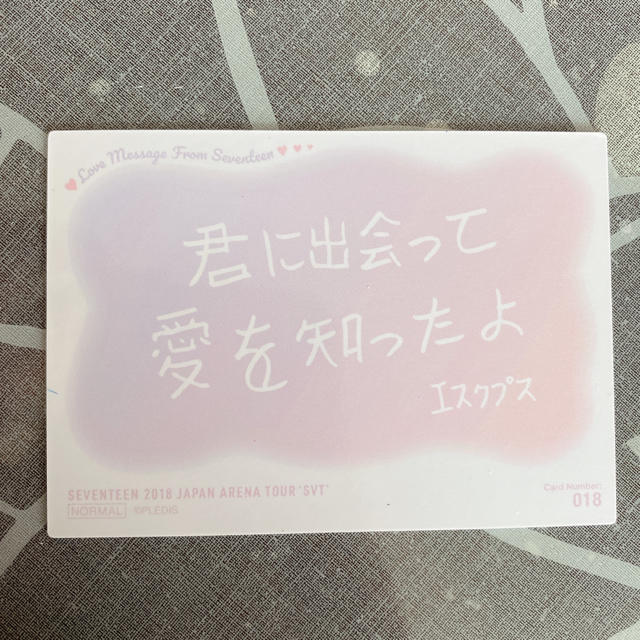 Love Message From Seventeen
君に出会って
愛を知ったよ
エスクプス
SEVENTEEN 2018 JAPAN ARENA TOUR 'SVT'
NORMAL ©PLEDIS
Card Number:
018